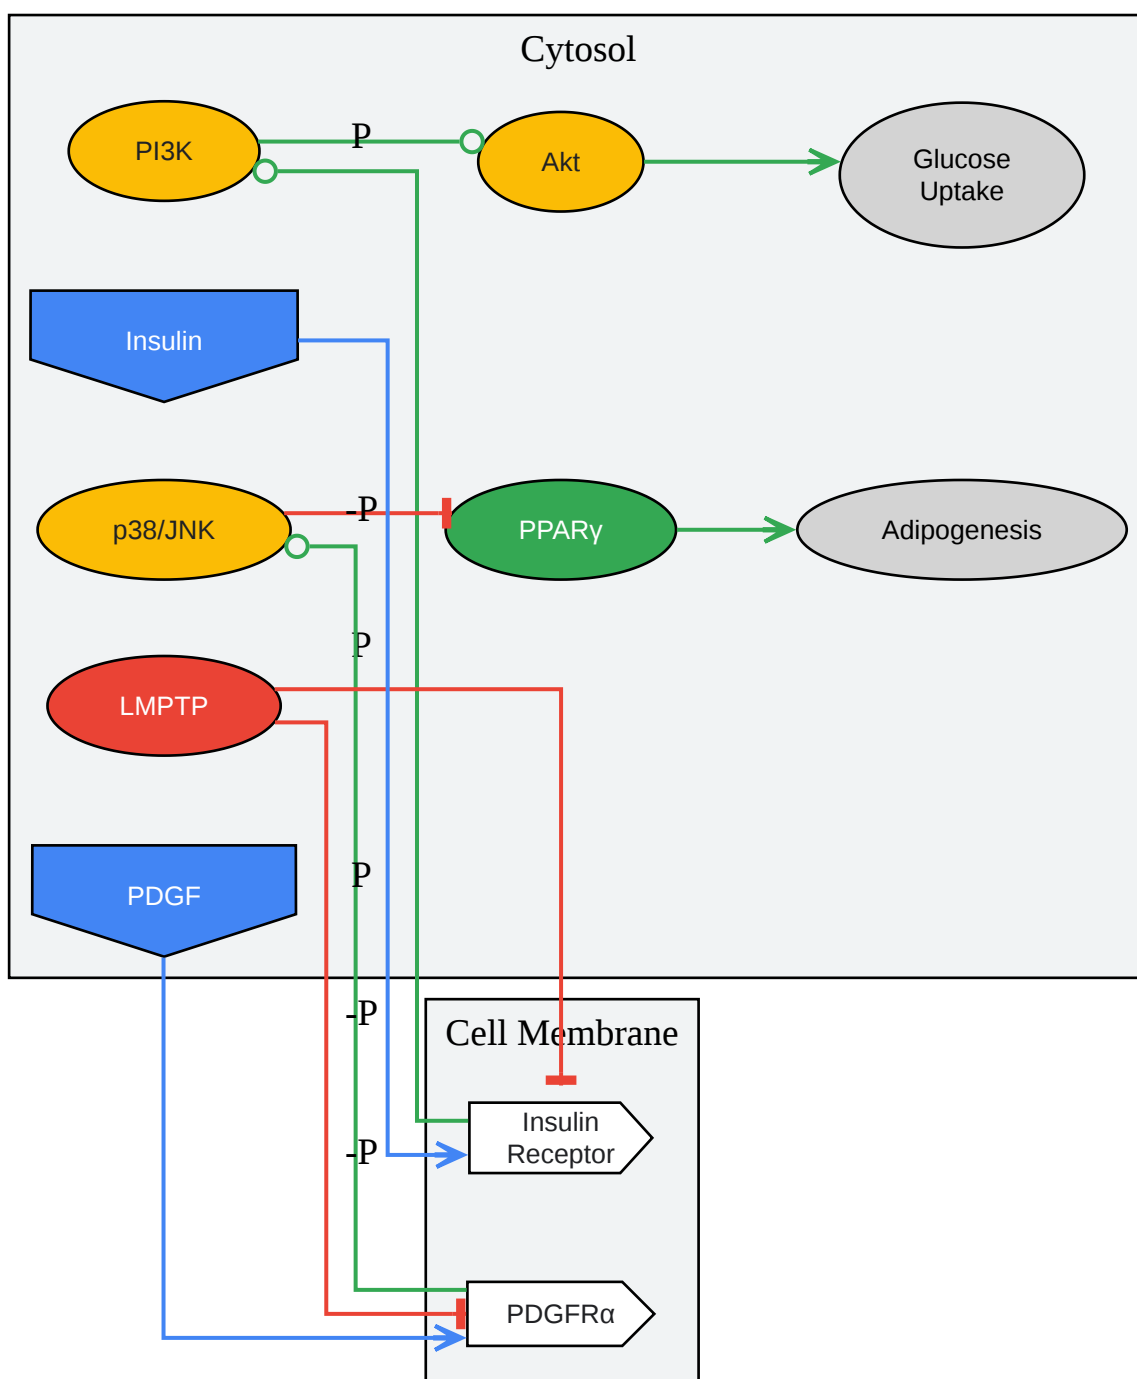 Cytosol
PI3K
P
Akt
Glucose
Uptake
Insulin
p38/JNK
-P
PPARγ
Adipogenesis
P
LMPTP
P
PDGF
-P
Cell Membrane
Insulin
Receptor
-P
PDGFRα